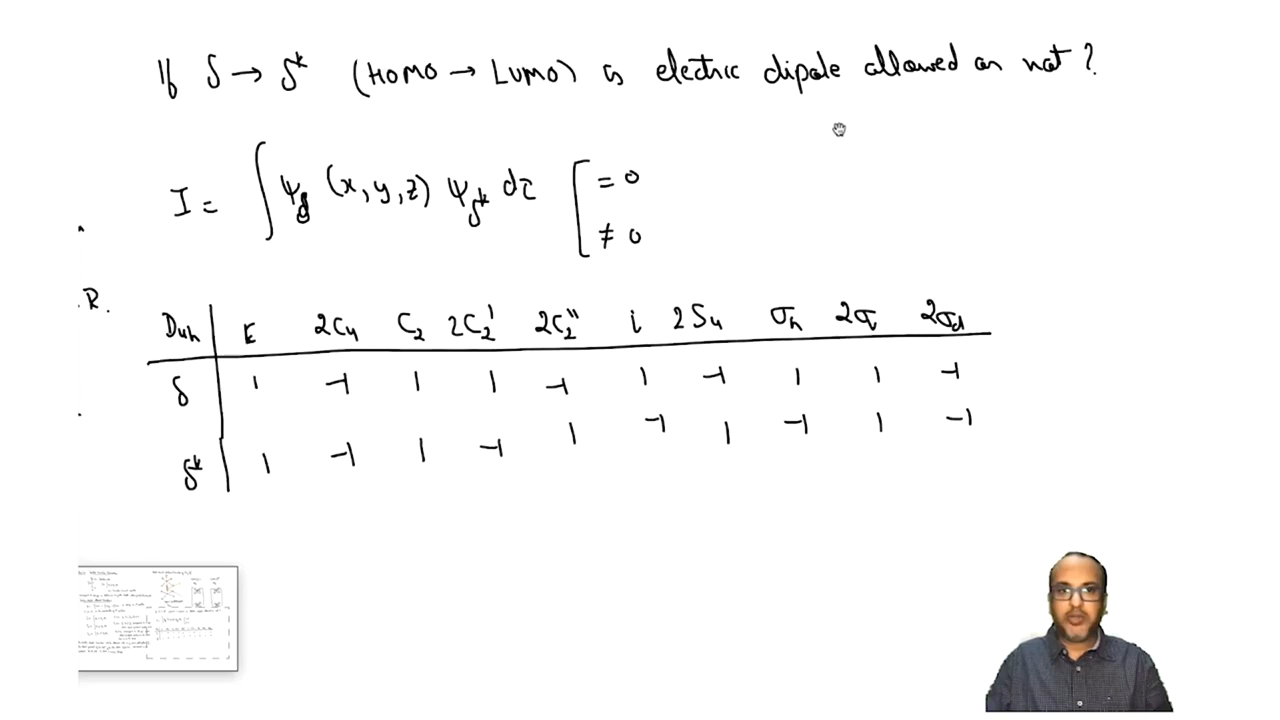 If δ → δ* (HOMO → LUMO) is electric dipole allowed or not ?
I = ∫ ψδ (x, y, z) ψδ* dτ [ = 0
≠ 0
R.
D4h | E 2C4 C2 2C2' 2C2'' i 2S4 σh 2σv 2σd
δ | 1 -1 1 1 -1 1 -1 1 1 -1
δ* | 1 -1 1 -1 1 -1 1 -1 1 -1